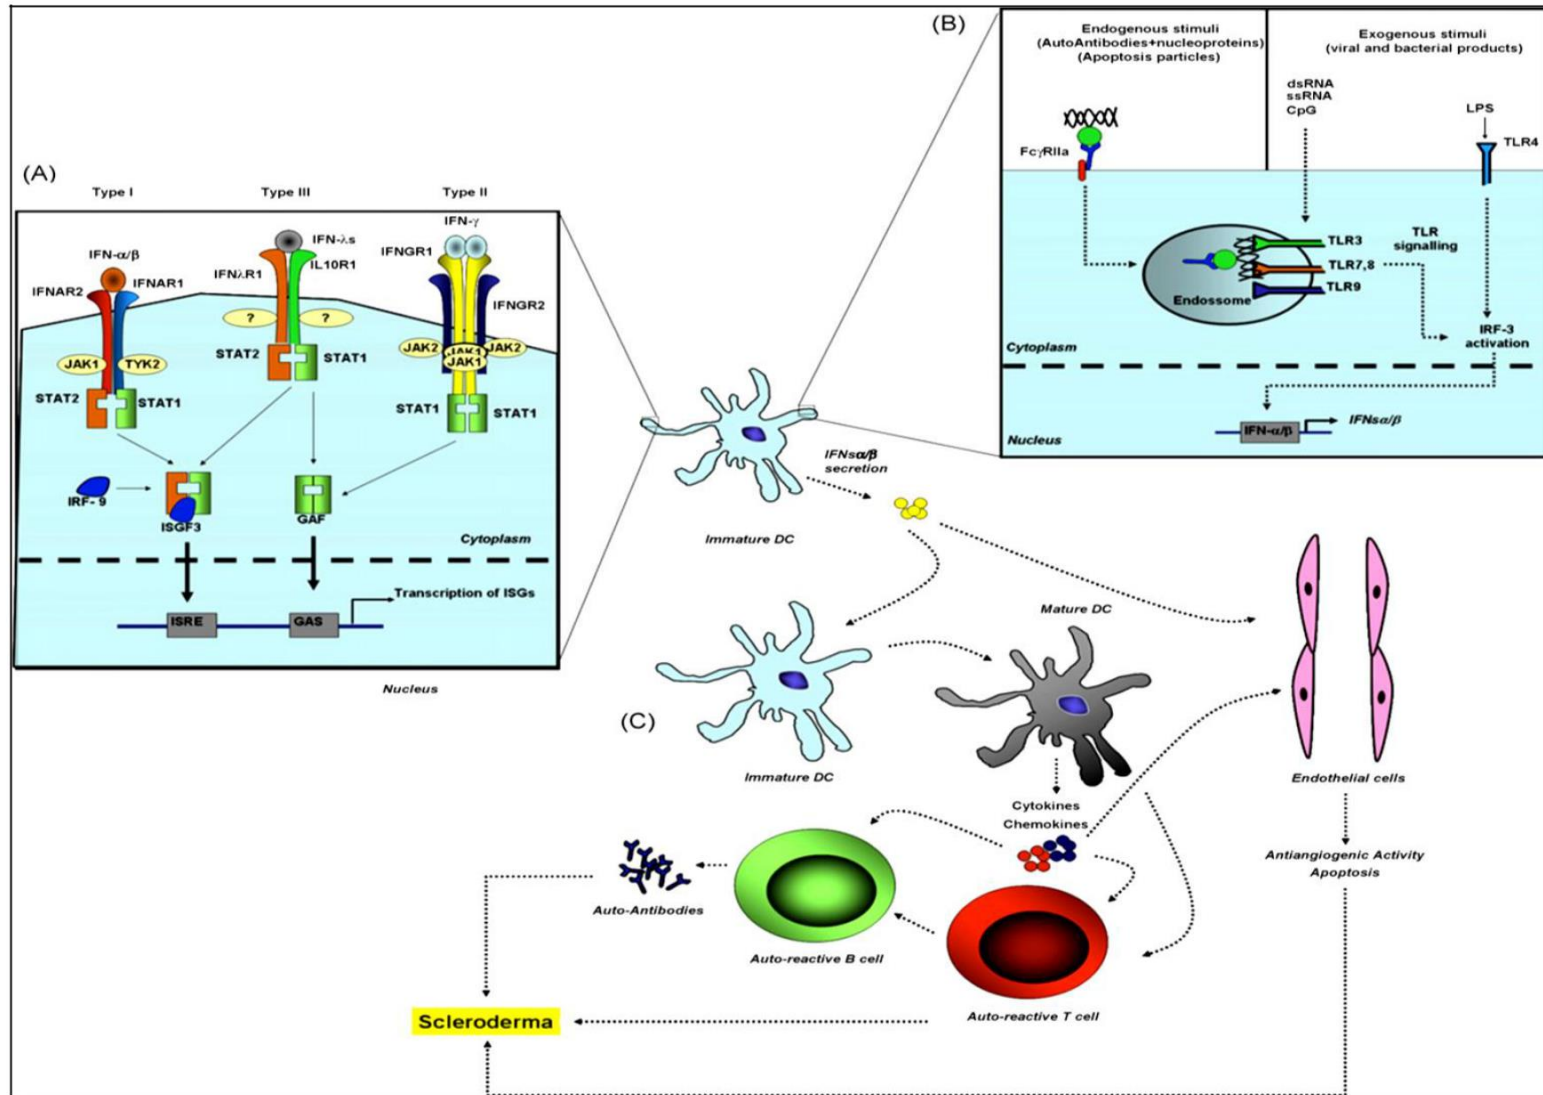 (A)
Type I
Type III
Type II
IFN-α/β
IFNAR2
IFNAR1
IFN-λs
IFNλR1
IL10R1
IFN-γ
IFNGR1
IFNGR2
JAK1
TYK2
?
?
JAK2
JAK1
JAK2
JAK1
STAT2
STAT1
STAT2
STAT1
STAT1
STAT1
IRF- 9
ISGF3
GAF
Cytoplasm
Transcription of ISGs
ISRE
GAS
Nucleus
(B)
Endogenous stimuli
(AutoAntibodies+nucleoproteins)
(Apoptosis particles)
Exogenous stimuli
(viral and bacterial products)
dsRNA
ssRNA
CpG
LPS
FcγRIIa
TLR4
TLR3
TLR7,8
TLR9
Endossome
TLR
signalling
IRF-3
activation
Cytoplasm
Nucleus
IFN-α/β
IFNsα/β
IFNsα/β
secretion
Immature DC
(C)
Immature DC
Mature DC
Cytokines
Chemokines
Endothelial cells
Antiangiogenic Activity
Apoptosis
Auto-Antibodies
Auto-reactive B cell
Auto-reactive T cell
Scleroderma